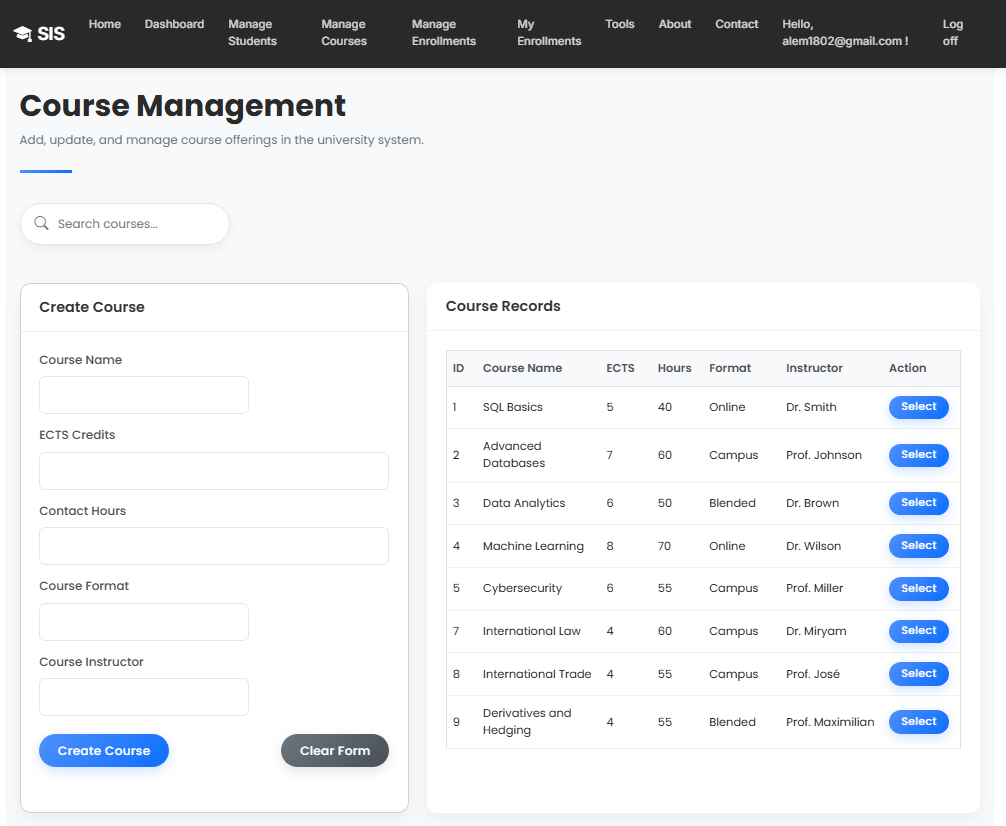 SIS
Home
Dashboard
Manage
Students
Manage
Courses
Manage
Enrollments
My
Enrollments
Tools
About
Contact
Hello,
alem1802@gmail.com !
Log
off
Course Management
Add, update, and manage course offerings in the university system.
Search courses...
Create Course
Course Name
ECTS Credits
Contact Hours
Course Format
Course Instructor
Create Course
Clear Form
Course Records
ID Course Name ECTS Hours Format Instructor Action
1 SQL Basics 5 40 Online Dr. Smith Select
2 Advanced
Databases 7 60 Campus Prof. Johnson Select
3 Data Analytics 6 50 Blended Dr. Brown Select
4 Machine Learning 8 70 Online Dr. Wilson Select
5 Cybersecurity 6 55 Campus Prof. Miller Select
7 International Law 4 60 Campus Dr. Miryam Select
8 International Trade 4 55 Campus Prof. José Select
9 Derivatives and
Hedging 4 55 Blended Prof. Maximilian Select